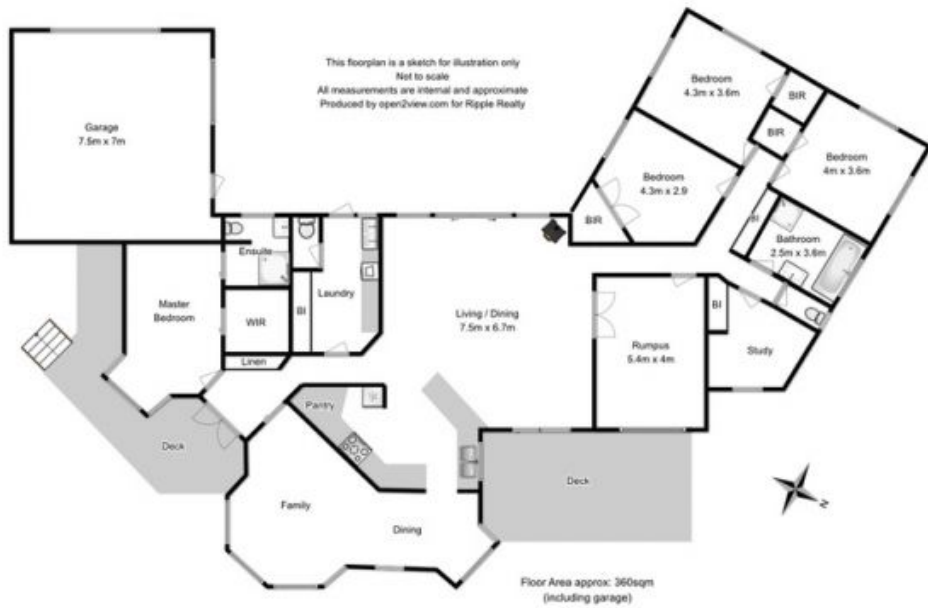 This floorplan is a sketch for illustration only
Not to scale
All measurements are internal and approximate
Produced by open2view.com for Ripple Realty
Garage
7.5m x 7m
Bedroom
4.3m x 3.6m
BIR
BIR
Bedroom
4m x 3.6m
Bedroom
4.3m x 2.9
BIR
Bathroom
2.5m x 3.6m
Ensuite
Master
Bedroom
WIR
BI
Laundry
Linen
Living / Dining
7.5m x 6.7m
Rumpus
5.4m x 4m
BI
Study
Pantry
Deck
Family
Dining
Deck
N
Floor Area approx: 360sqm
(including garage)